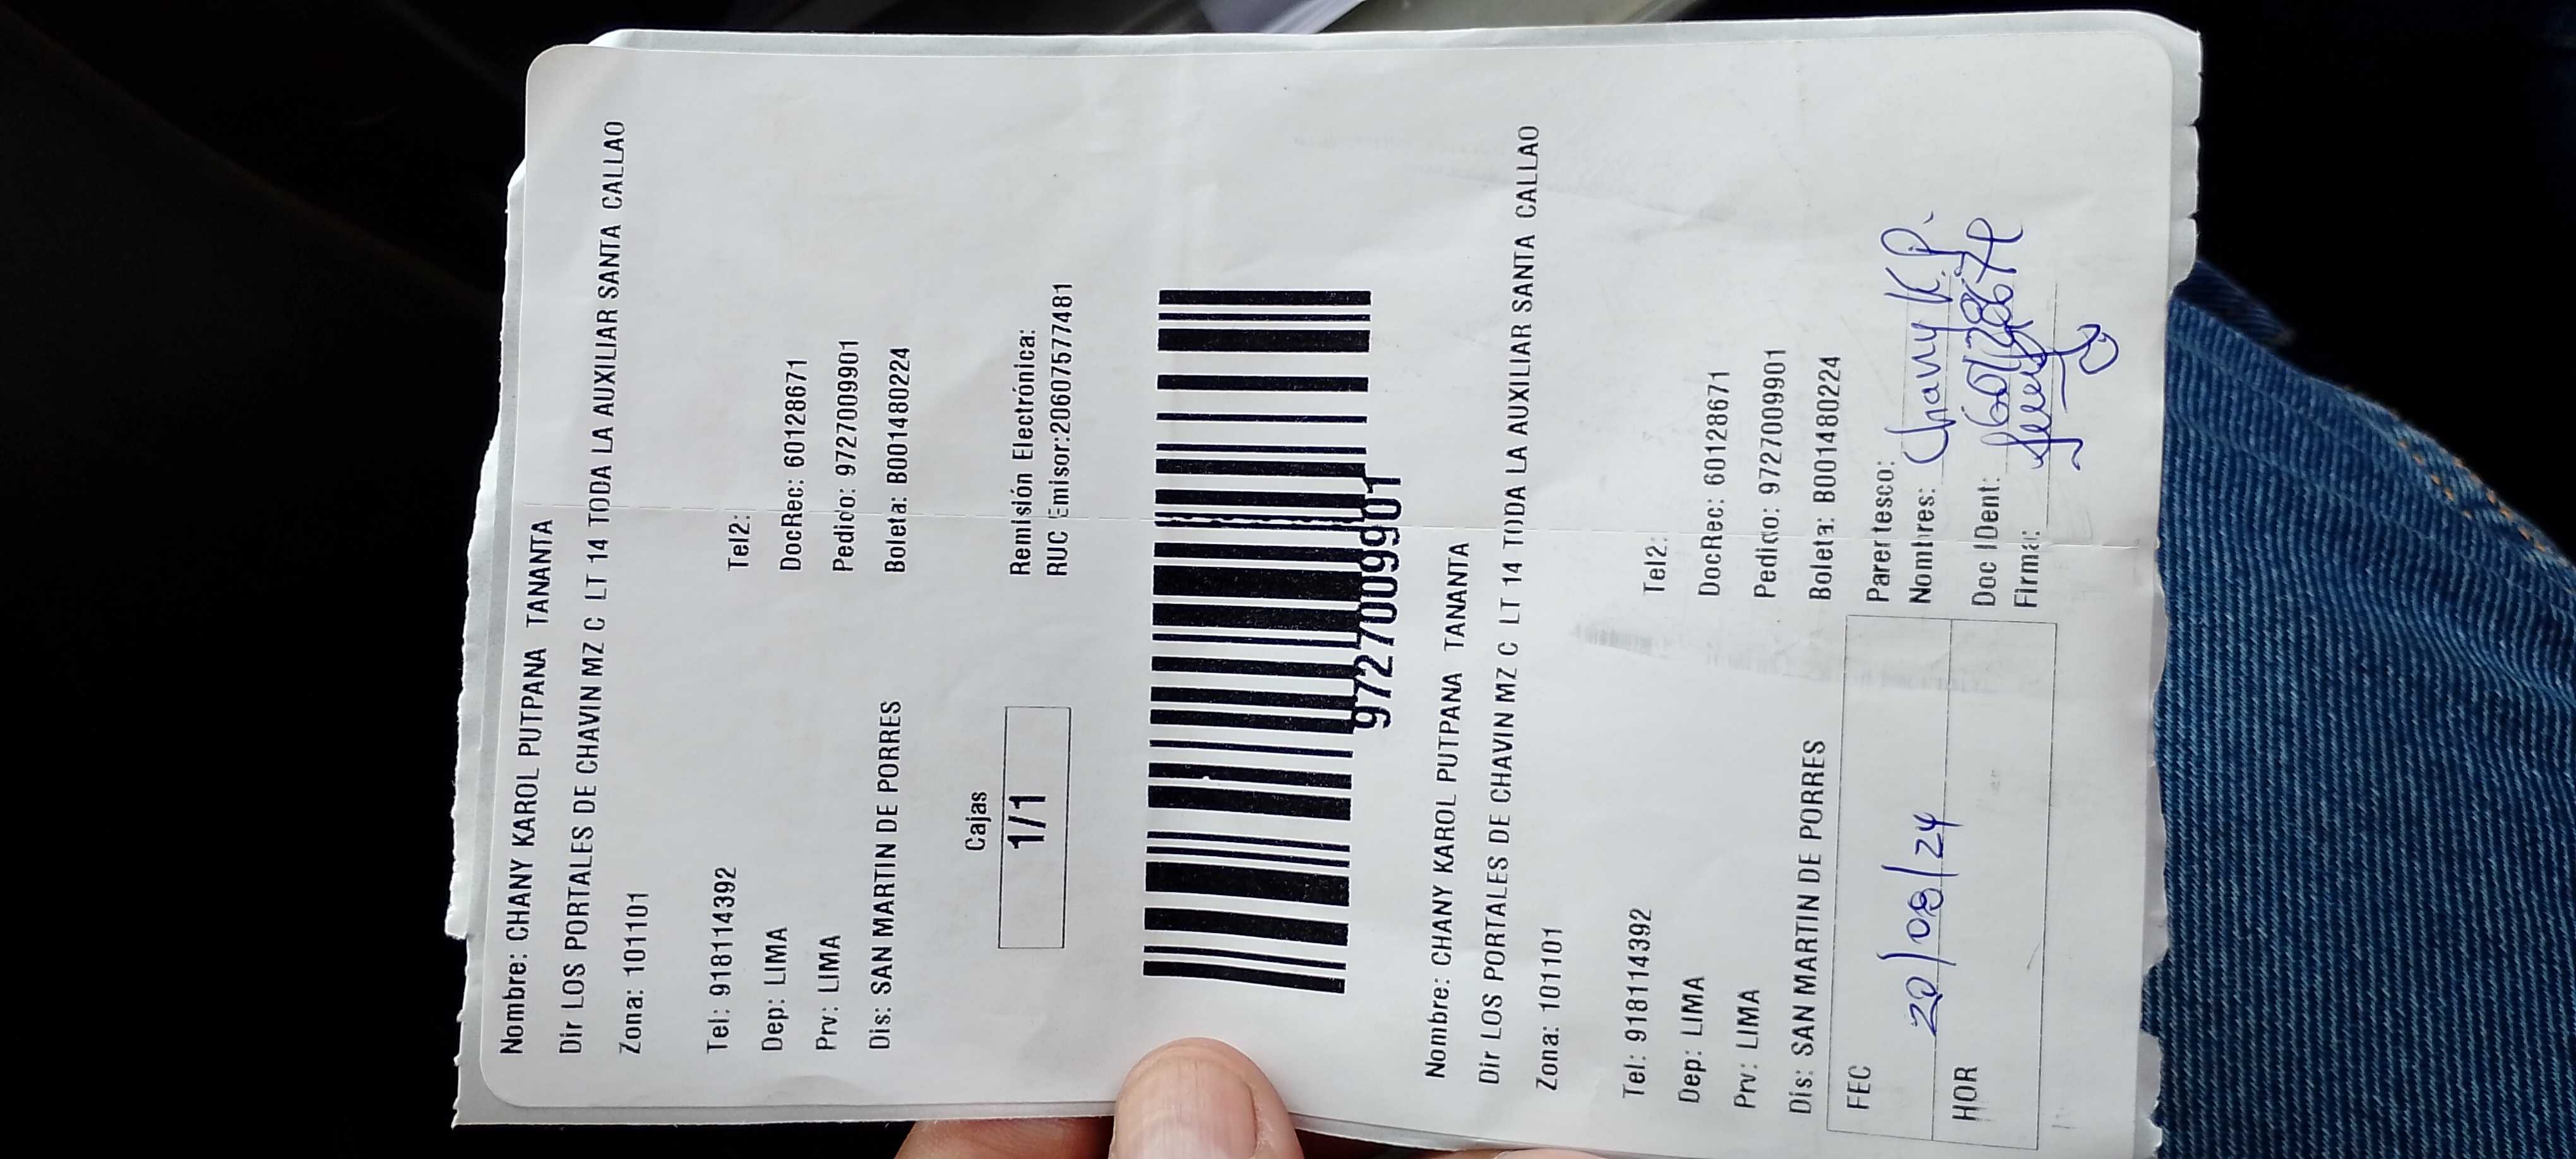 Nombre: CHANY KAROL PUTPANA TANANTA
Dir LOS PORTALES DE CHAVIN MZ C LT 14 TODA LA AUXILIAR SANTA CALLAO
Zona: 101101
Tel: 918114392 Tel2:
Dep: LIMA DocRec: 60128671
Prv: LIMA Pedido: 9727009901
Dis: SAN MARTIN DE PORRES Boleta: B001480224
Cajas
1/1
Remisión Electrónica:
RUC Emisor:20607577481
9727009901
Nombre: CHANY KAROL PUTPANA TANANTA
Dir LOS PORTALES DE CHAVIN MZ C LT 14 TODA LA AUXILIAR SANTA CALLAO
Zona: 101101
Tel: 918114392 Tel2:
Dep: LIMA DocRec: 60128671
Prv: LIMA Pedido: 9727009901
Dis: SAN MARTIN DE PORRES Boleta: B001480224
FEC 20/08/24
HOR
Parentesco:
Nombres: Chany K.P.
Doc IDent: 60128671
Firma: